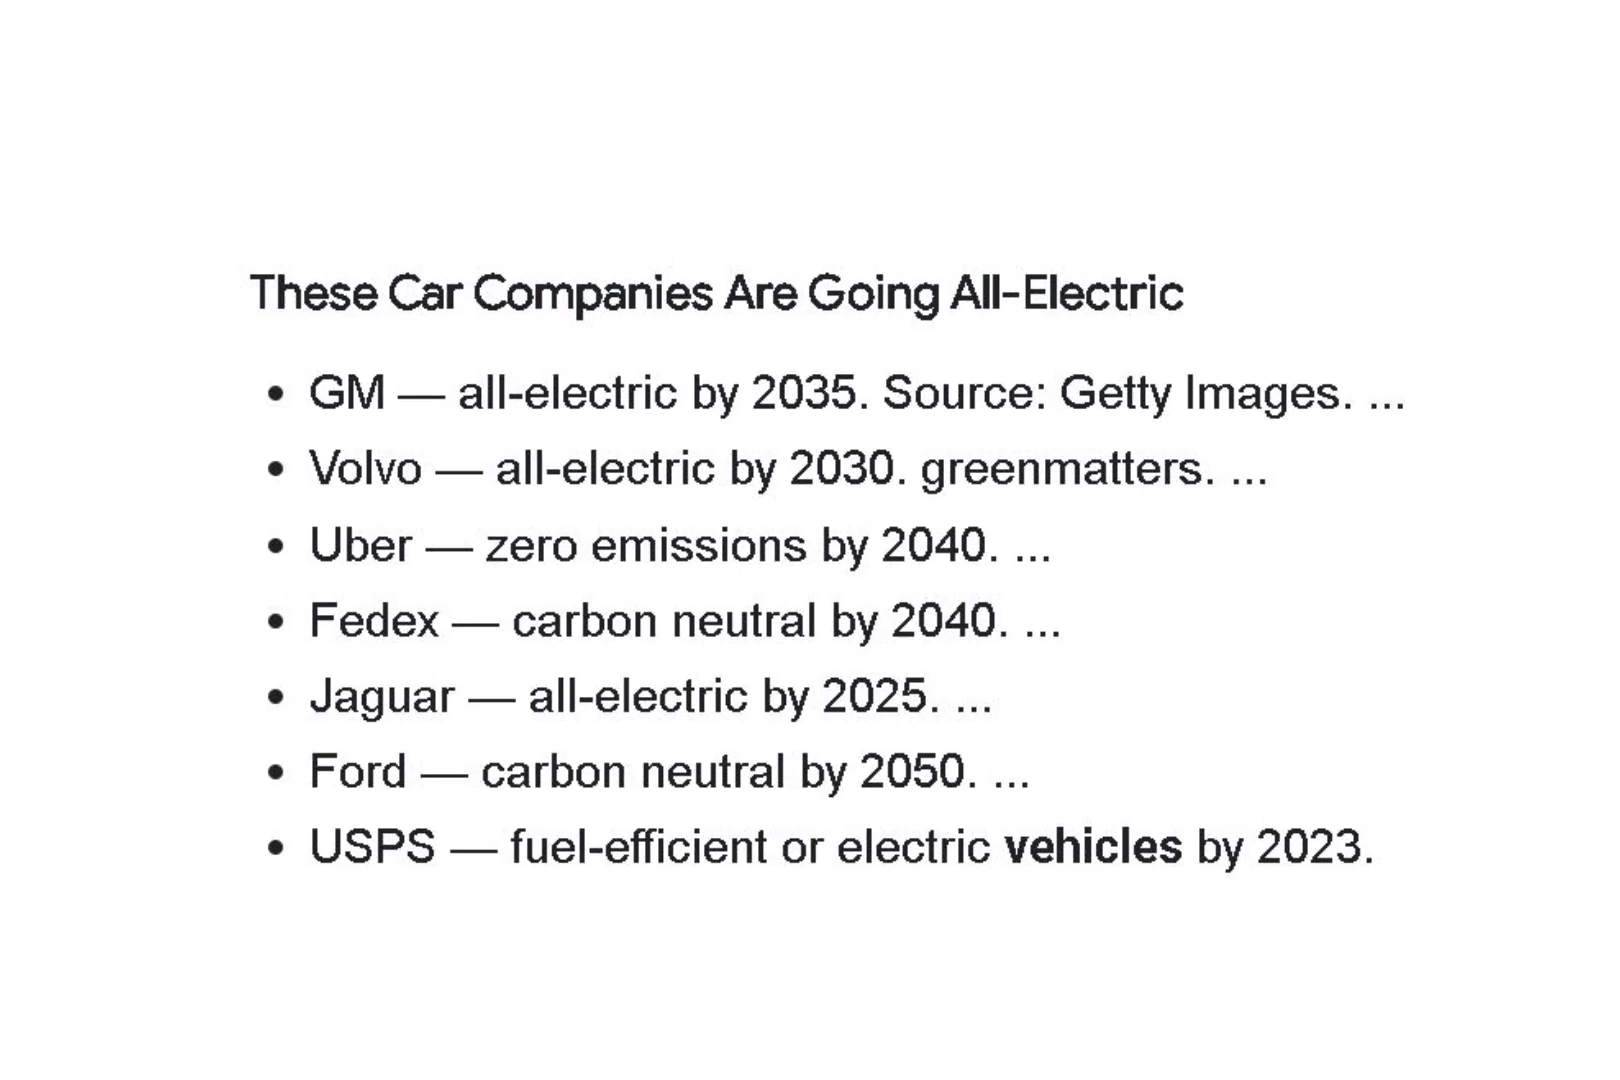 These Car Companies Are Going All-Electric
• GM — all-electric by 2035. Source: Getty Images. ...
• Volvo — all-electric by 2030. greenmatters. ...
• Uber — zero emissions by 2040. ...
• Fedex — carbon neutral by 2040. ...
• Jaguar — all-electric by 2025. ...
• Ford — carbon neutral by 2050. ...
• USPS — fuel-efficient or electric vehicles by 2023.